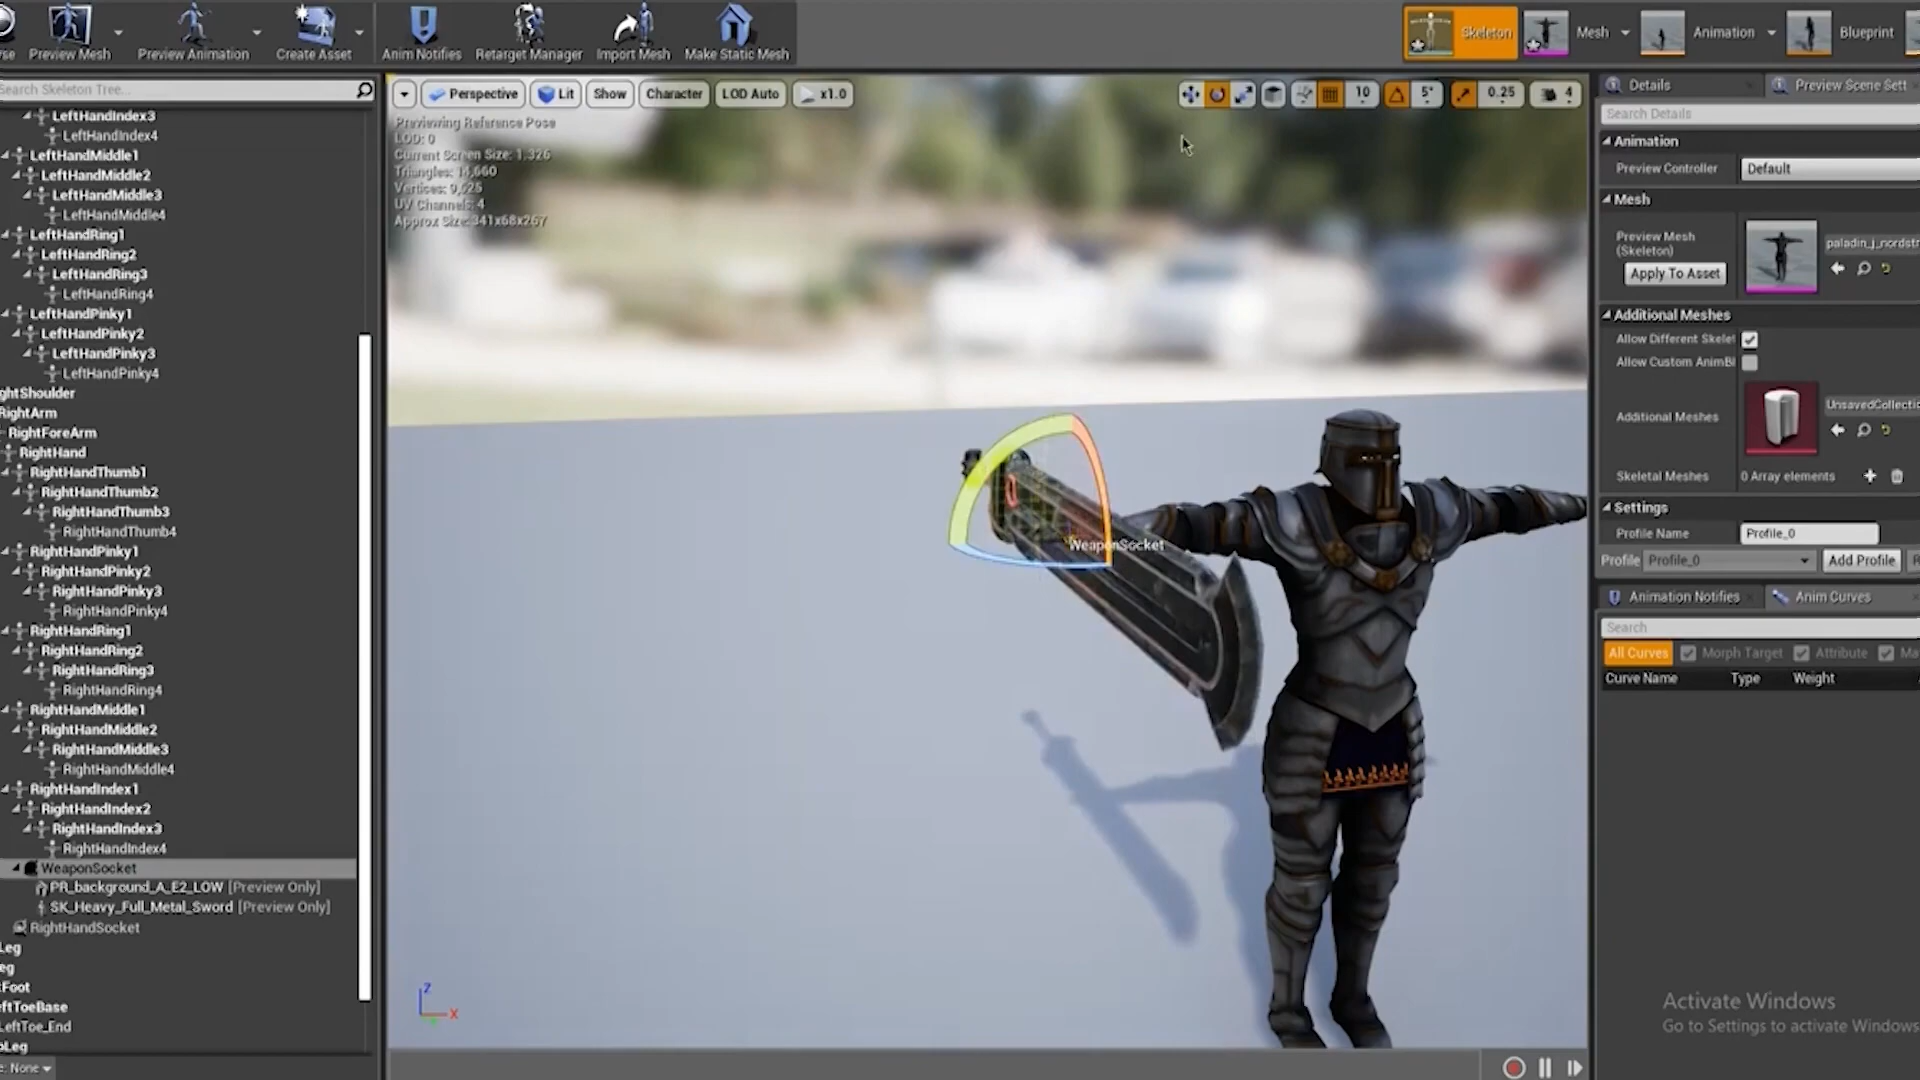 Preview Mesh
Preview Animation
Create Asset
Anim Notifies
Retarget Manager
Import Mesh
Make Static Mesh
Skeleton
Mesh
Animation
Blueprint
Search Skeleton Tree...
LeftHandIndex3
LeftHandIndex4
LeftHandMiddle1
LeftHandMiddle2
LeftHandMiddle3
LeftHandMiddle4
LeftHandRing1
LeftHandRing2
LeftHandRing3
LeftHandRing4
LeftHandPinky1
LeftHandPinky2
LeftHandPinky3
LeftHandPinky4
ghtShoulder
RightArm
RightForeArm
RightHand
RightHandThumb1
RightHandThumb2
RightHandThumb3
RightHandThumb4
RightHandPinky1
RightHandPinky2
RightHandPinky3
RightHandPinky4
RightHandRing1
RightHandRing2
RightHandRing3
RightHandRing4
RightHandMiddle1
RightHandMiddle2
RightHandMiddle3
RightHandMiddle4
RightHandIndex1
RightHandIndex2
RightHandIndex3
RightHandIndex4
WeaponSocket
PR_background_A_E2_LOW [Preview Only]
SK_Heavy_Full_Metal_Sword [Preview Only]
RightHandSocket
Leg
eg
tFoot
eftToeBase
LeftToe_End
pLeg
e: None
Perspective Lit Show Character LOD Auto x1.0
10 5° 0.25 4
Previewing Reference Pose
LOD: 0
Current Screen Size: 1.326
Triangles: 14,660
Vertices: 9,625
UV Channels: 4
Approx Size: 341x68x267
WeaponSocket
Z
X
Details Preview Scene Sett
Search Details
Animation
Preview Controller Default
Mesh
Preview Mesh
(Skeleton)
Apply To Asset
paladin_j_nordstr
Additional Meshes
Allow Different Skelet
Allow Custom AnimBl
Additional Meshes UnsavedCollectio
Skeletal Meshes 0 Array elements
Settings
Profile Name Profile_0
Profile Profile_0 Add Profile R
Animation Notifies Anim Curves
Search
All Curves Morph Target Attribute Ma
Curve Name Type Weight
Activate Windows
Go to Settings to activate Windows